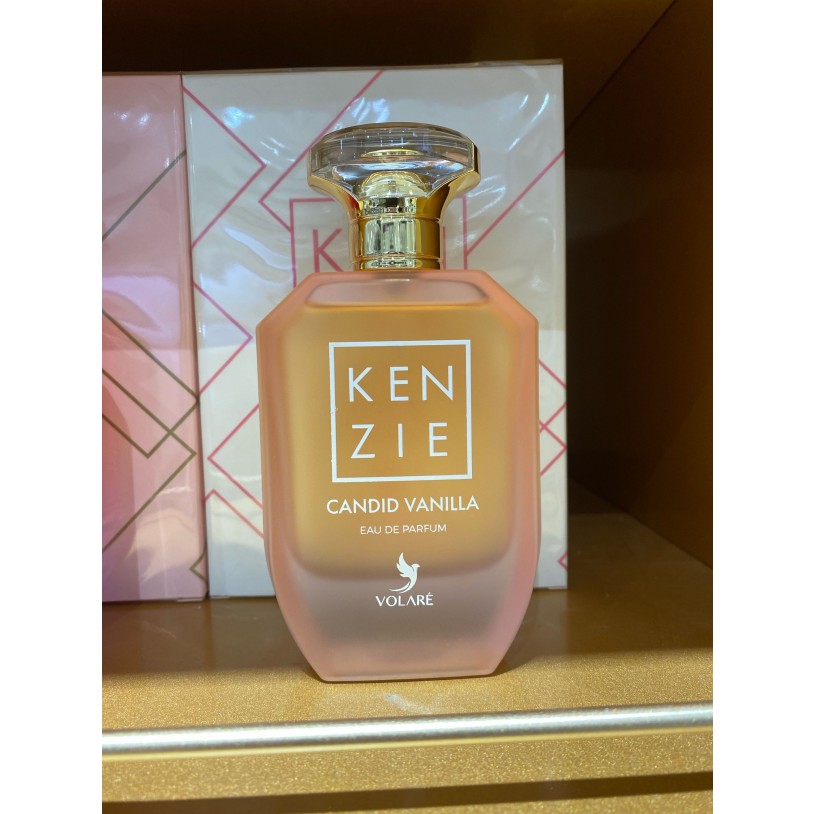 KEN
ZIE
CANDID VANILLA
EAU DE PARFUM
VOLARÉ